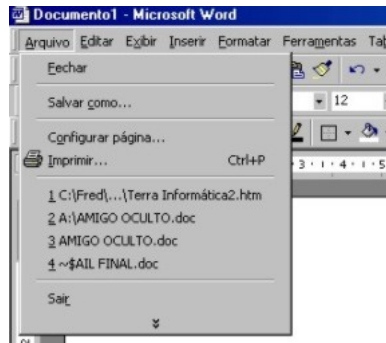 Documento1 - Microsoft Word
Arquivo Editar Exibir Inserir Formatar Ferramentas
Fechar
12
Salvar como...
Configurar página...
Imprimir... Ctrl+P
3 4 5
1 C:\Fred\...\Terra Informática2.htm
2 A:\AMIGO OCULTO.doc
3 AMIGO OCULTO.doc
4 ~$AIL FINAL.doc
Sair
2